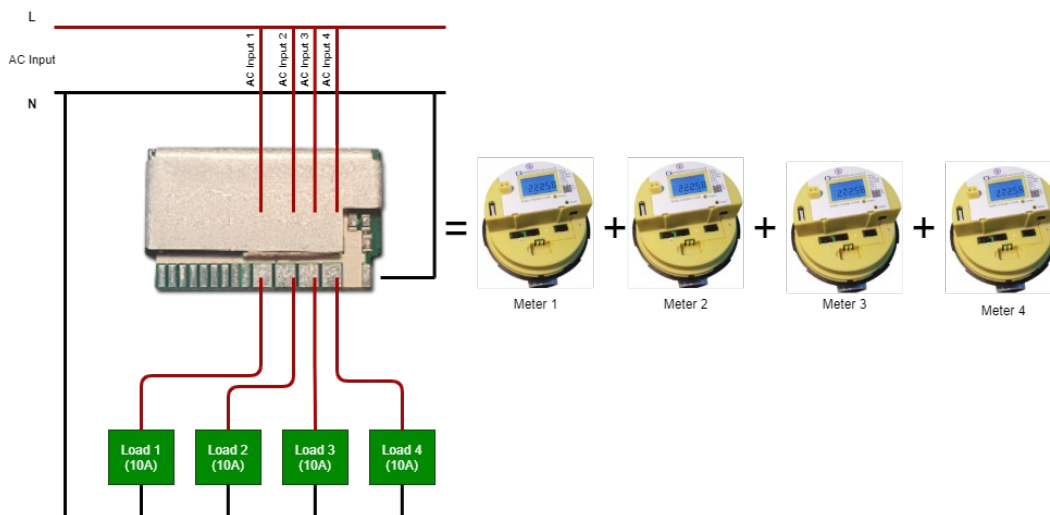 L
AC Input
N
AC Input 1
AC Input 2
AC Input 3
AC Input 4
Meter 1
Meter 2
Meter 3
Meter 4
Load 1
(10A)
Load 2
(10A)
Load 3
(10A)
Load 4
(10A)